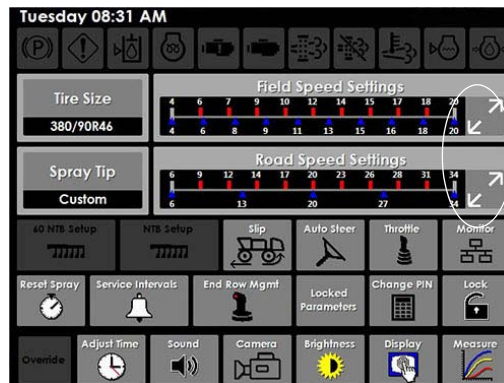 Tuesday 08:31 AM
Tire Size
380/90R46
Field Speed Settings
4 6 7 9 10 12 14 15 17 18 20
4 6 8 9 11 13 15 16 18 20
Spray Tip
Custom
Road Speed Settings
6 9 12 14 17 20 23 26 28 31 34
6 13 20 27 34
60 NTB Setup NTB Setup Slip Auto Steer Throttle Monitor
Reset Spray Service Intervals End Row Mgmt Locked Parameters Change PIN Lock
Override Adjust Time Sound Camera Brightness Display Measure